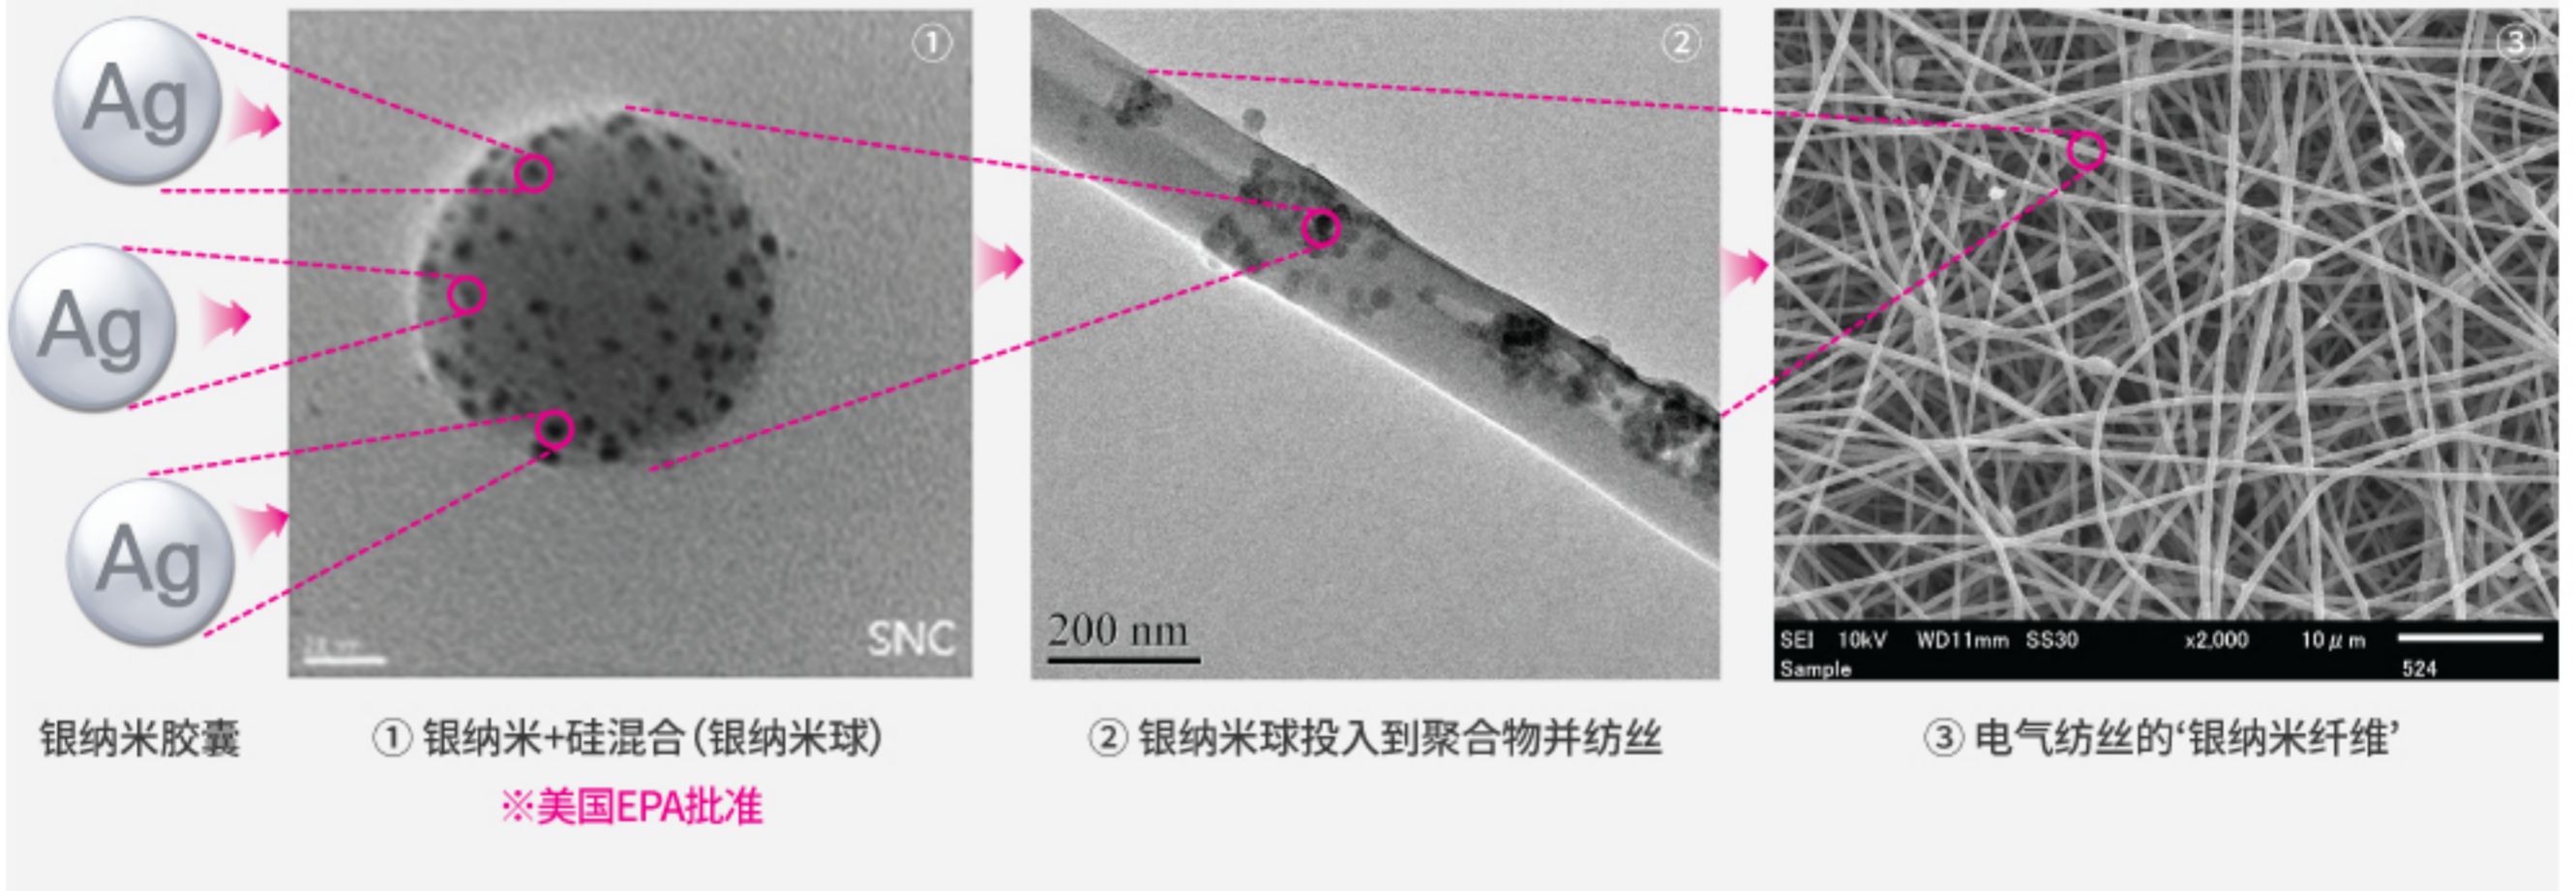 Ag
Ag
Ag
①
SNC
②
200 nm
③
SEI 10kV WD11mm SS30 x2,000 10μm
Sample 524
银纳米胶囊
① 银纳米+硅混合(银纳米球)
※美国EPA批准
② 银纳米球投入到聚合物并纺丝
③ 电气纺丝的‘银纳米纤维’